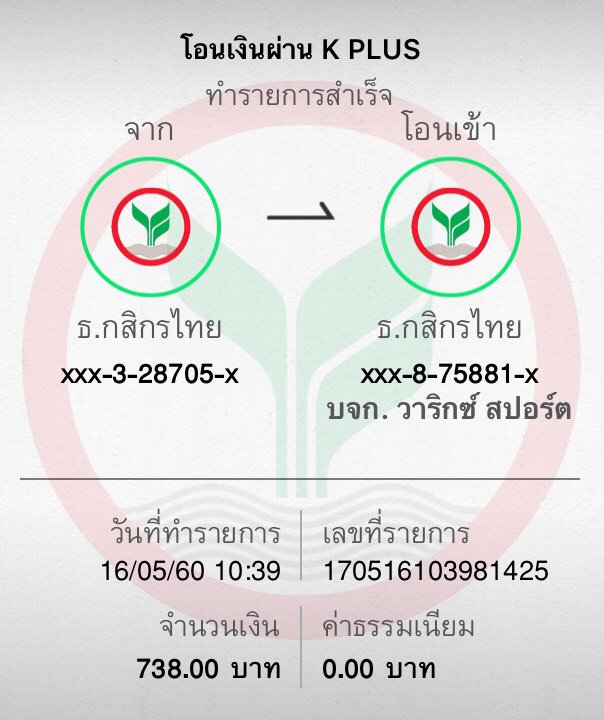 โอนเงินผ่าน K PLUS
ทำรายการสำเร็จ
จาก
โอนเข้า
ธ.กสิกรไทย
ธ.กสิกรไทย
xxx-3-28705-x
xxx-8-75881-x
บจก. วาริกซ์ สปอร์ต
วันที่ทำรายการ
เลขที่รายการ
16/05/60 10:39
170516103981425
จำนวนเงิน
ค่าธรรมเนียม
738.00 บาท
0.00 บาท